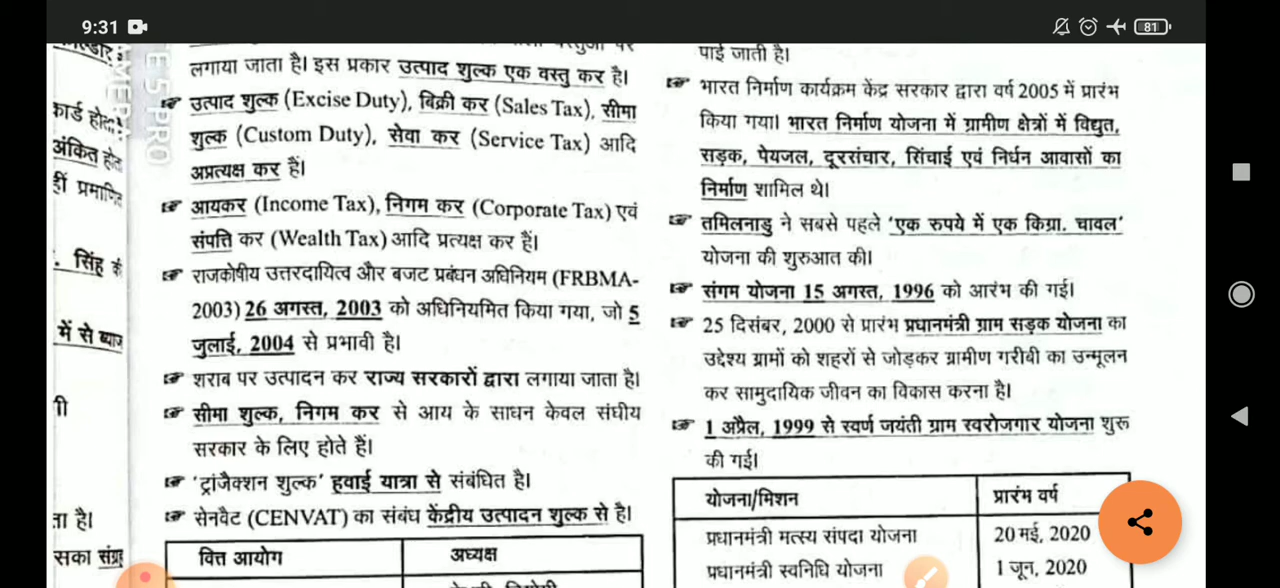 9:31
81
कार्ड
अंकित
हीं प्रमाणित
सिंह
में से ब्याज
गी
ता है।
सका संग्रह
E 5 PRO
लगाया जाता है। इस प्रकार उत्पाद शुल्क एक वस्तु कर है।
☞ उत्पाद शुल्क (Excise Duty), बिक्री कर (Sales Tax), सीमा
शुल्क (Custom Duty), सेवा कर (Service Tax) आदि
अप्रत्यक्ष कर हैं।
☞ आयकर (Income Tax), निगम कर (Corporate Tax) एवं
संपत्ति कर (Wealth Tax) आदि प्रत्यक्ष कर हैं।
☞ राजकोषीय उत्तरदायित्व और बजट प्रबंधन अधिनियम (FRBMA-
2003) 26 अगस्त, 2003 को अधिनियमित किया गया, जो 5
जुलाई, 2004 से प्रभावी है।
☞ शराब पर उत्पादन कर राज्य सरकारों द्वारा लगाया जाता है।
☞ सीमा शुल्क, निगम कर से आय के साधन केवल संघीय
सरकार के लिए होते हैं।
☞ 'ट्रांजैक्शन शुल्क' हवाई यात्रा से संबंधित है।
☞ सेनवैट (CENVAT) का संबंध केंद्रीय उत्पादन शुल्क से है।
वित्त आयोग अध्यक्ष
पाई जाती है।
☞ भारत निर्माण कार्यक्रम केंद्र सरकार द्वारा वर्ष 2005 में प्रारंभ
किया गया। भारत निर्माण योजना में ग्रामीण क्षेत्रों में विद्युत,
सड़क, पेयजल, दूरसंचार, सिंचाई एवं निर्धन आवासों का
निर्माण शामिल थे।
☞ तमिलनाडु ने सबसे पहले 'एक रुपये में एक किग्रा. चावल'
योजना की शुरुआत की।
☞ संगम योजना 15 अगस्त, 1996 को आरंभ की गई।
☞ 25 दिसंबर, 2000 से प्रारंभ प्रधानमंत्री ग्राम सड़क योजना का
उद्देश्य ग्रामों को शहरों से जोड़कर ग्रामीण गरीबी का उन्मूलन
कर सामुदायिक जीवन का विकास करना है।
☞ 1 अप्रैल, 1999 से स्वर्ण जयंती ग्राम स्वरोजगार योजना शुरू
की गई।
योजना/मिशन प्रारंभ वर्ष
प्रधानमंत्री मत्स्य संपदा योजना 20 मई, 2020
प्रधानमंत्री स्वनिधि योजना 1 जून, 2020